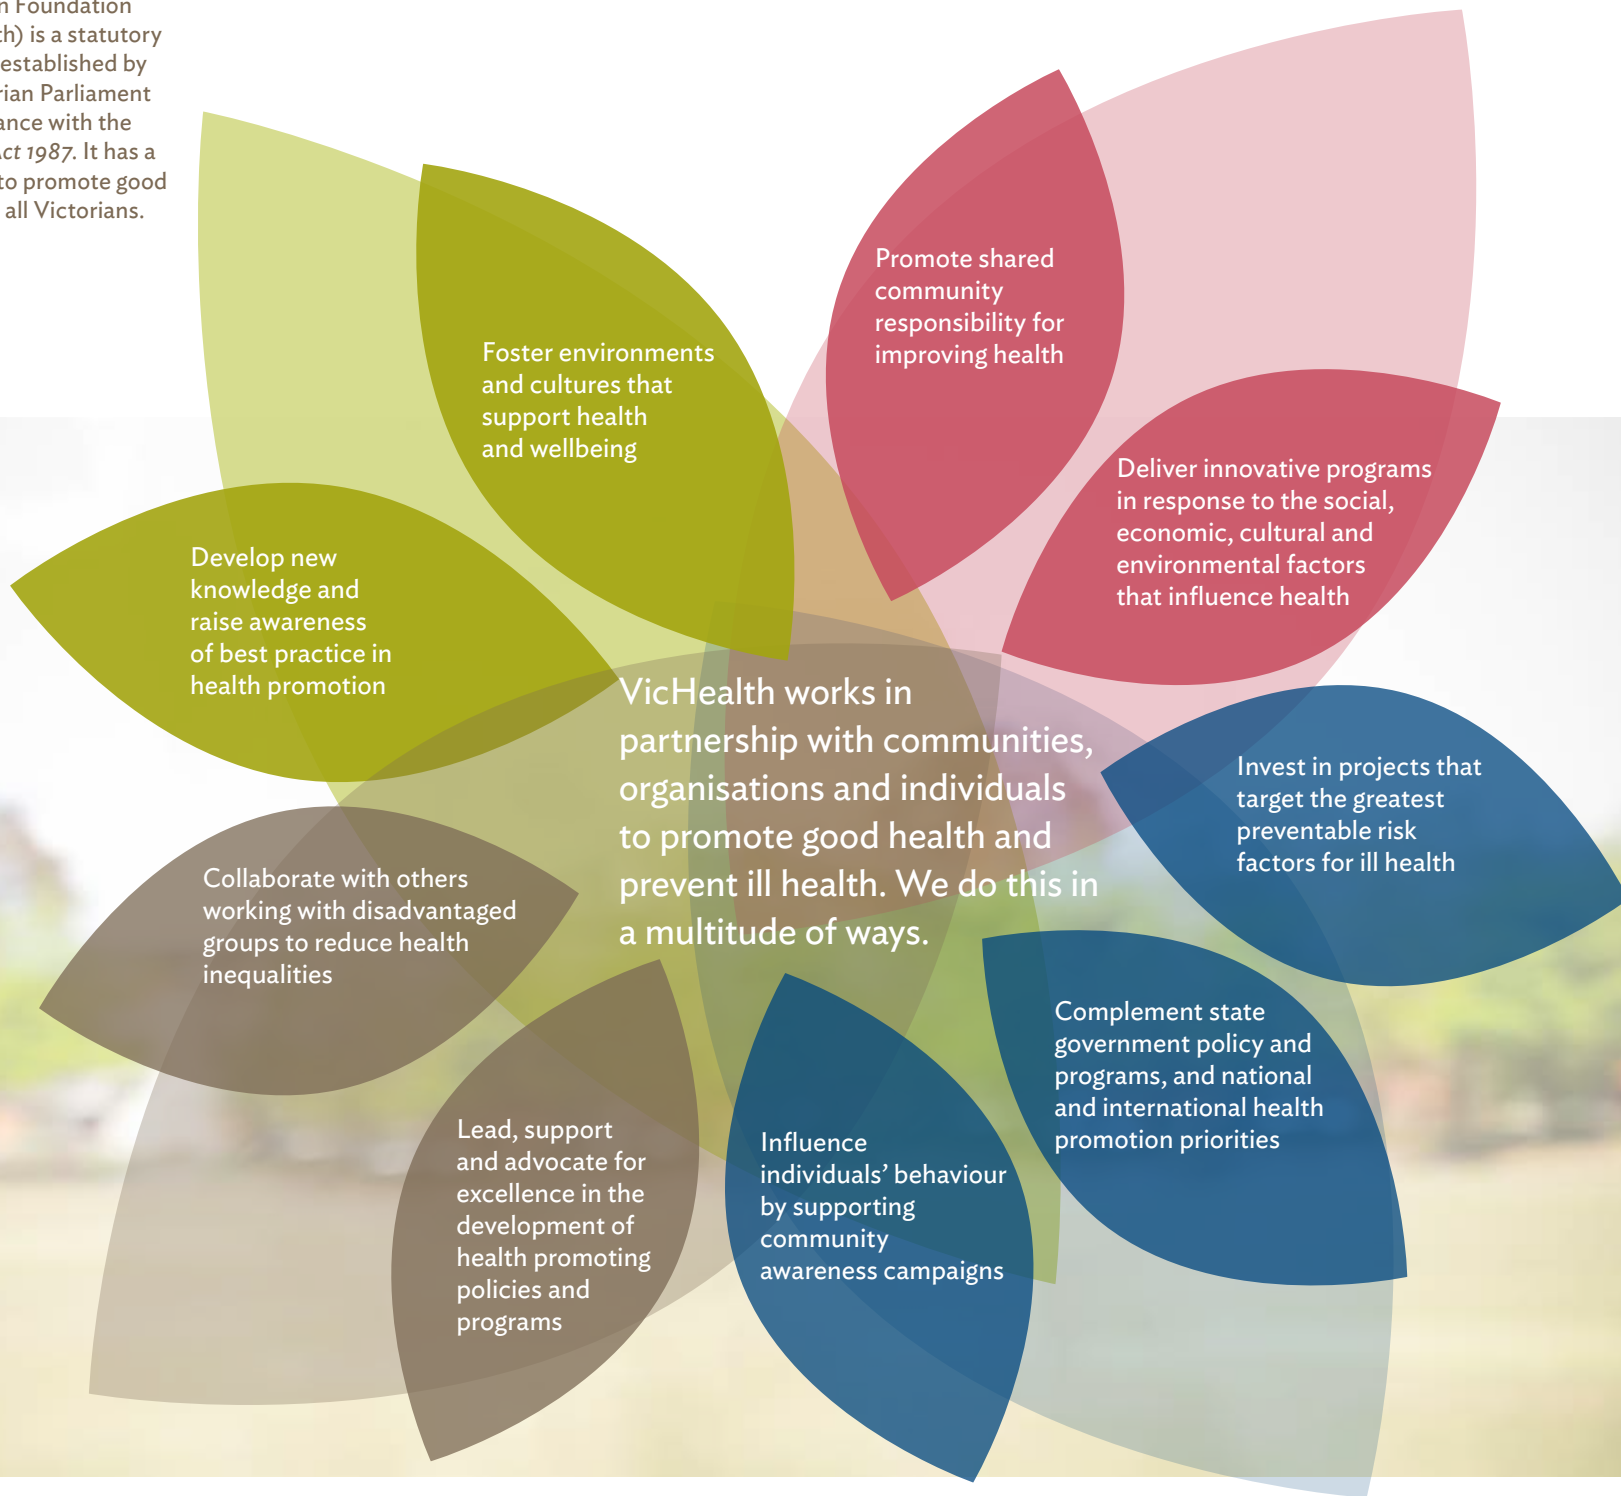 Foundation
is a statutory
established by
Parliament
with the
1987. It has a
to promote good
all Victorians.
Foster environments
and cultures that
support health
and wellbeing
Promote shared
community
responsibility for
improving health
Deliver innovative programs
in response to the social,
economic, cultural and
environmental factors
that influence health
Develop new
knowledge and
raise awareness
of best practice in
health promotion
VicHealth works in
partnership with communities,
organisations and individuals
to promote good health and
prevent ill health. We do this in
a multitude of ways.
Invest in projects that
target the greatest
preventable risk
factors for ill health
Collaborate with others
working with disadvantaged
groups to reduce health
inequalities
Complement state
government policy and
programs, and national
and international health
promotion priorities
Lead, support
and advocate for
excellence in the
development of
health promoting
policies and
programs
Influence
individuals’ behaviour
by supporting
community
awareness campaigns